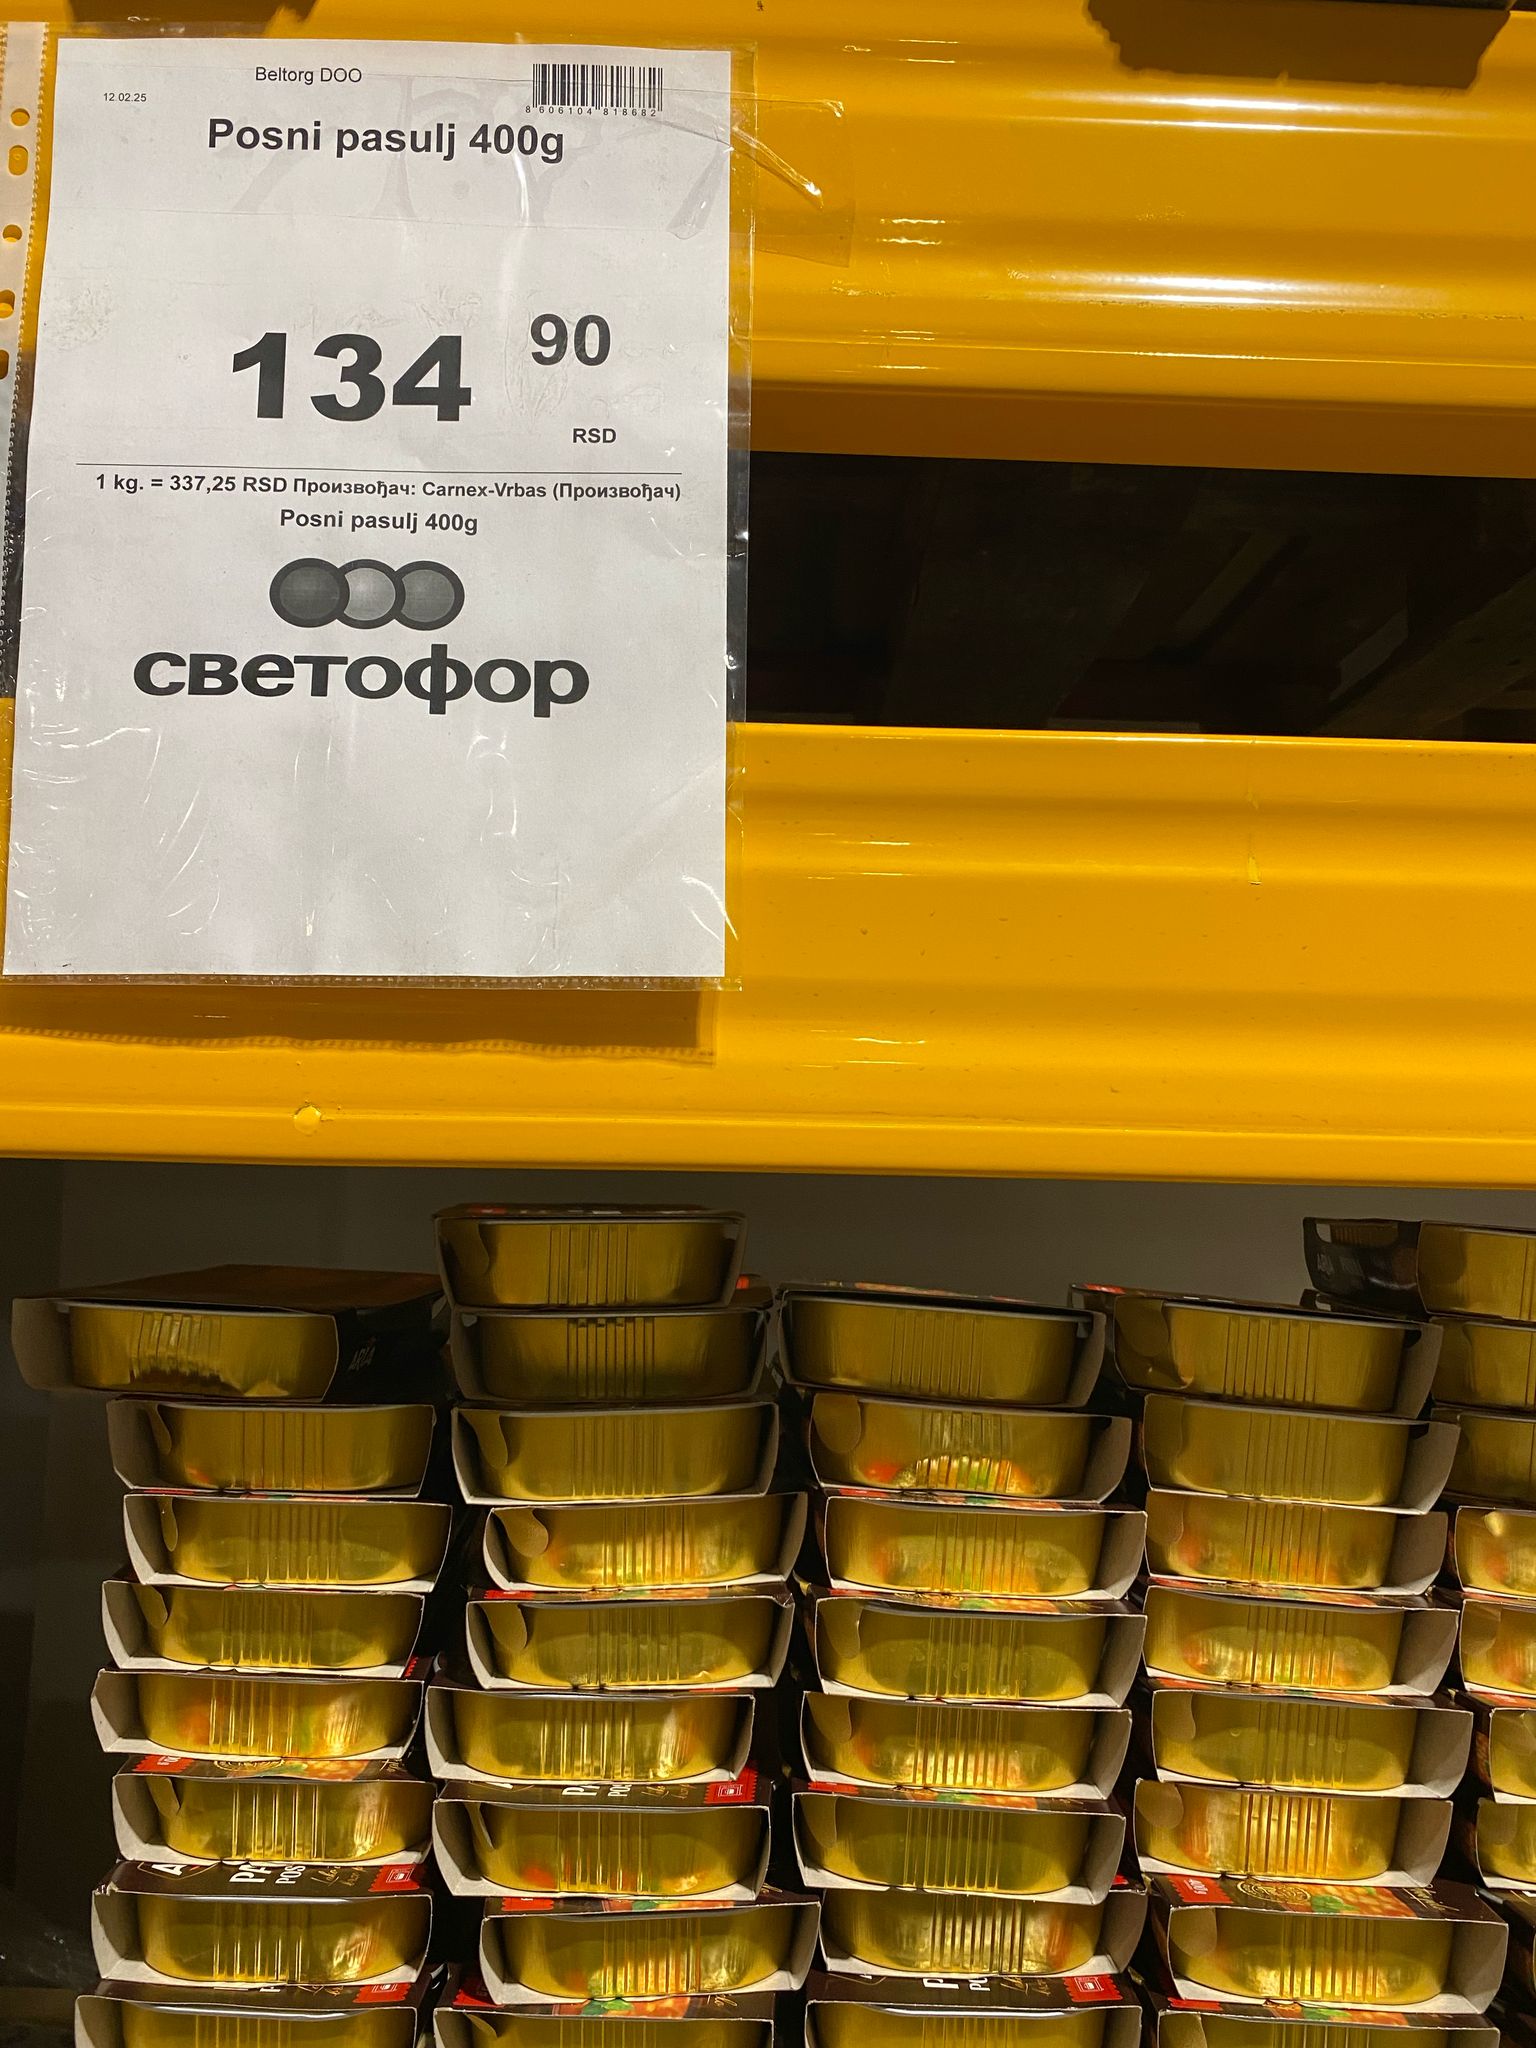 Beltorg DOO
12.02.25
8 606104 818682
Posni pasulj 400g
134 90
RSD
1 kg. = 337,25 RSD Произвођач: Carnex-Vrbas (Произвођач)
Posni pasulj 400g
светофор